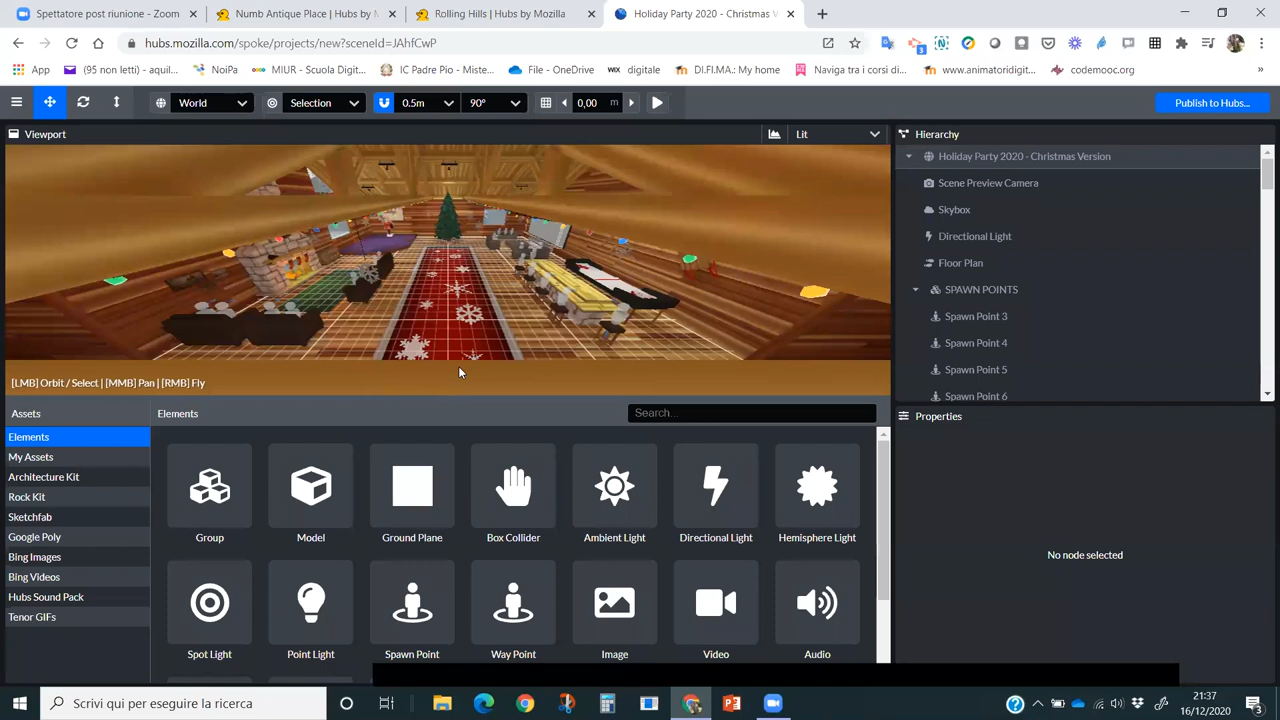 Spettatore post riunione - Zoom
Numb Antique Place | Hubs by M
Rolling Hills | Hubs by Mozilla
Holiday Party 2020 - Christmas V
hubs.mozilla.com/spoke/projects/new?sceneId=JAhfCwP
3
App
(95 non letti) - aquil...
NoiPa
MIUR - Scuola Digit...
IC Padre Pio - Miste...
File - OneDrive
WIX digitale
DI.FI.MA.: My home
Naviga tra i corsi di...
www.animatoridigit...
codemooc.org
»
World
Selection
0.5m
90°
0,00 m
Publish to Hubs...
Viewport
Lit
Hierarchy
Holiday Party 2020 - Christmas Version
Scene Preview Camera
Skybox
Directional Light
Floor Plan
SPAWN POINTS
Spawn Point 3
Spawn Point 4
Spawn Point 5
Spawn Point 6
[LMB] Orbit / Select | [MMB] Pan | [RMB] Fly
Assets
Elements
Search...
Properties
Elements
My Assets
Architecture Kit
Rock Kit
Sketchfab
Google Poly
Bing Images
Bing Videos
Hubs Sound Pack
Tenor GIFs
Group
Model
Ground Plane
Box Collider
Ambient Light
Directional Light
Hemisphere Light
Spot Light
Point Light
Spawn Point
Way Point
Image
Video
Audio
No node selected
Scrivi qui per eseguire la ricerca
21:37
16/12/2020
3